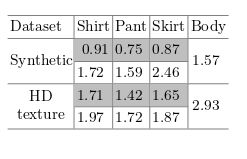 Dataset Shirt Pant Skirt Body
Synthetic 0.91 0.75 0.87 1.57
1.72 1.59 2.46
HD texture 1.71 1.42 1.65 2.93
1.97 1.72 1.87